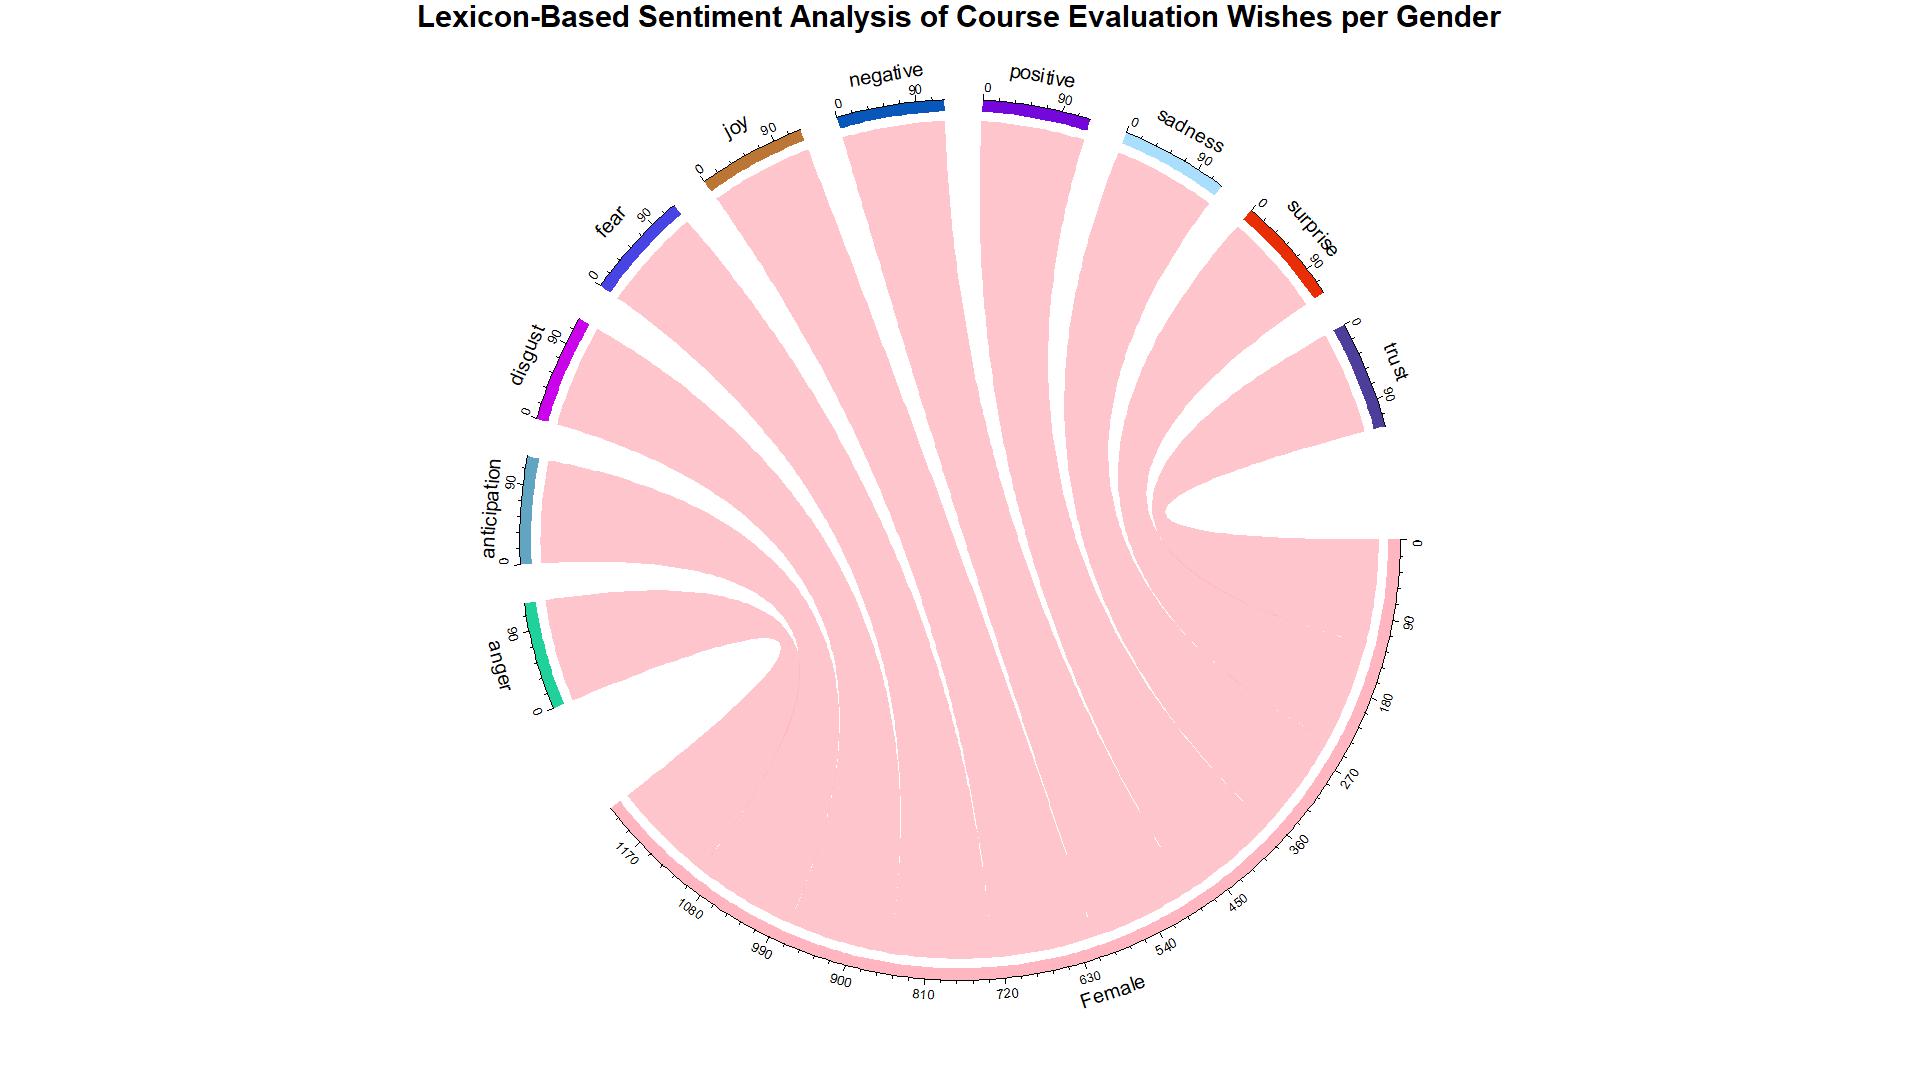 Lexicon-Based Sentiment Analysis of Course Evaluation Wishes per Gender
anger
0
90
anticipation
0
90
disgust
0
90
fear
0
90
joy
0
90
negative
0
90
positive
0
90
sadness
0
90
surprise
0
90
trust
0
90
Female
0
90
180
270
360
450
540
630
720
810
900
990
1080
1170